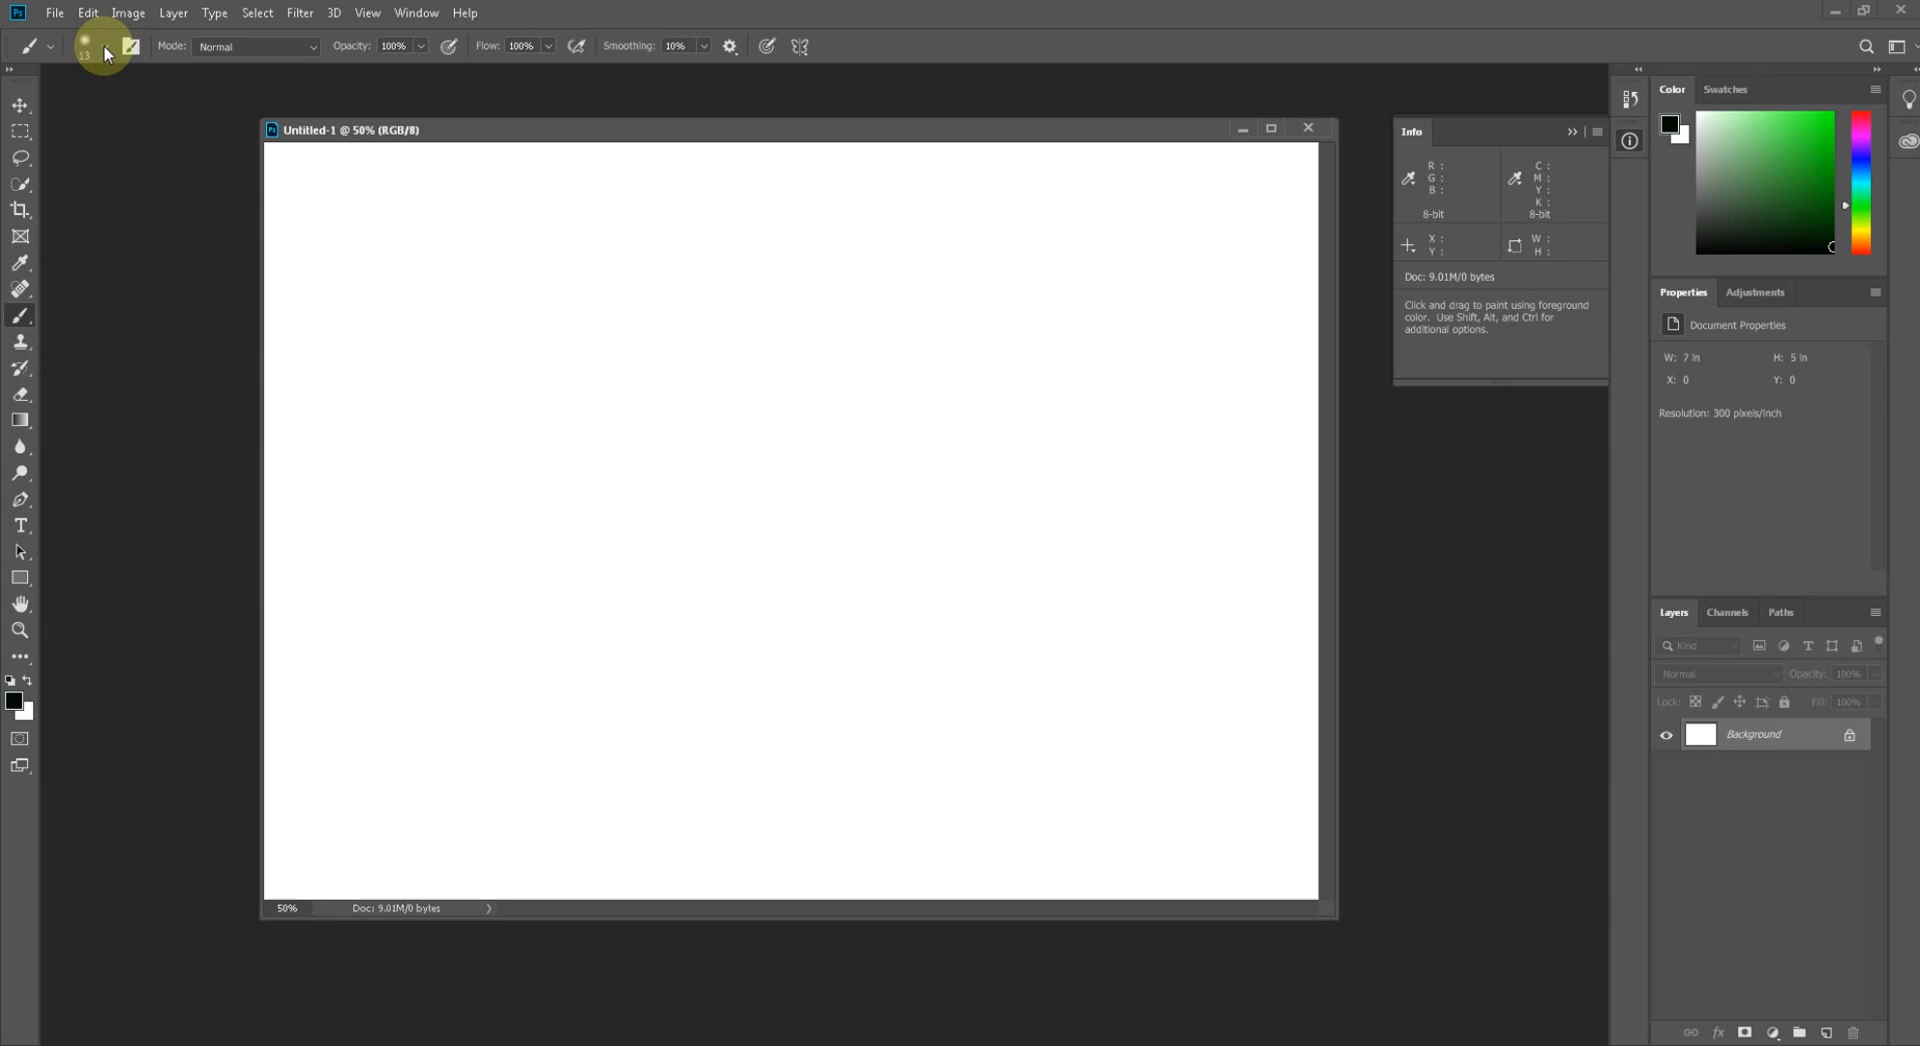 Ps File Edit Image Layer Type Select Filter 3D View Window Help
13 Mode: Normal Opacity: 100% Flow: 100% Smoothing: 10%
Ps Untitled-1 @ 50% (RGB/8)
50% Doc: 9.01M/0 bytes
Info
R :
G :
B :
8-bit
C :
M :
Y :
K :
8-bit
X :
Y :
W :
H :
Doc: 9.01M/0 bytes
Click and drag to paint using foreground
color. Use Shift, Alt, and Ctrl for
additional options.
Color Swatches
Properties Adjustments
Document Properties
W: 7 in H: 5 in
X: 0 Y: 0
Resolution: 300 pixels/inch
Layers Channels Paths
Kind
Normal Opacity: 100%
Lock: Fill: 100%
Background
fx